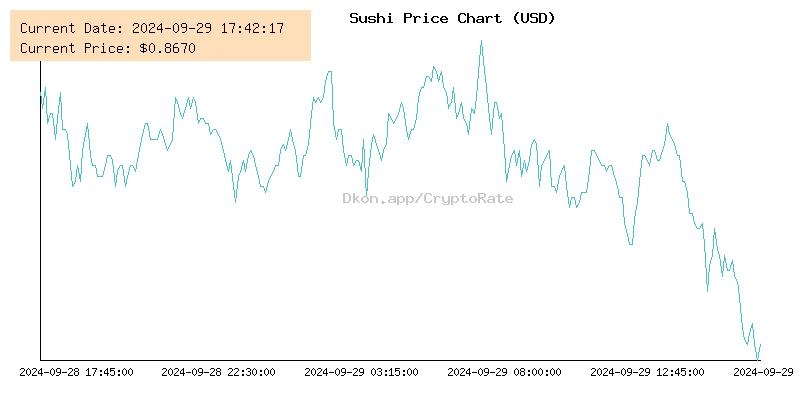 Sushi Price Chart (USD)
Current Date: 2024-09-29 17:42:17
Current Price: $0.8670
Dkon.app/CryptoRate
2024-09-28 17:45:00 2024-09-28 22:30:00 2024-09-29 03:15:00 2024-09-29 08:00:00 2024-09-29 12:45:00 2024-09-29